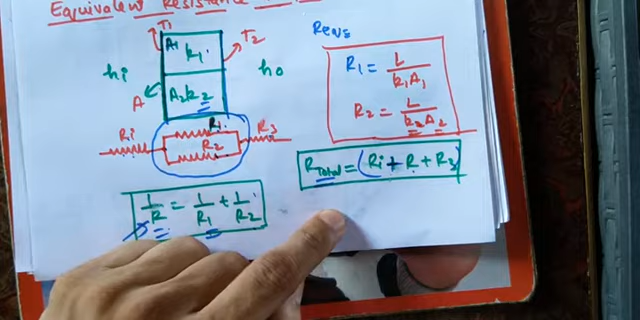 Equivalent Resistance
T1
A1 K1 T2
hi ho
A A2 K2
R1
Ri R2 R3
1/R = 1/R1 + 1/R2
R1 = L/K1A1
R2 = L/K2A2
RTotal = (Ri + R + R3)